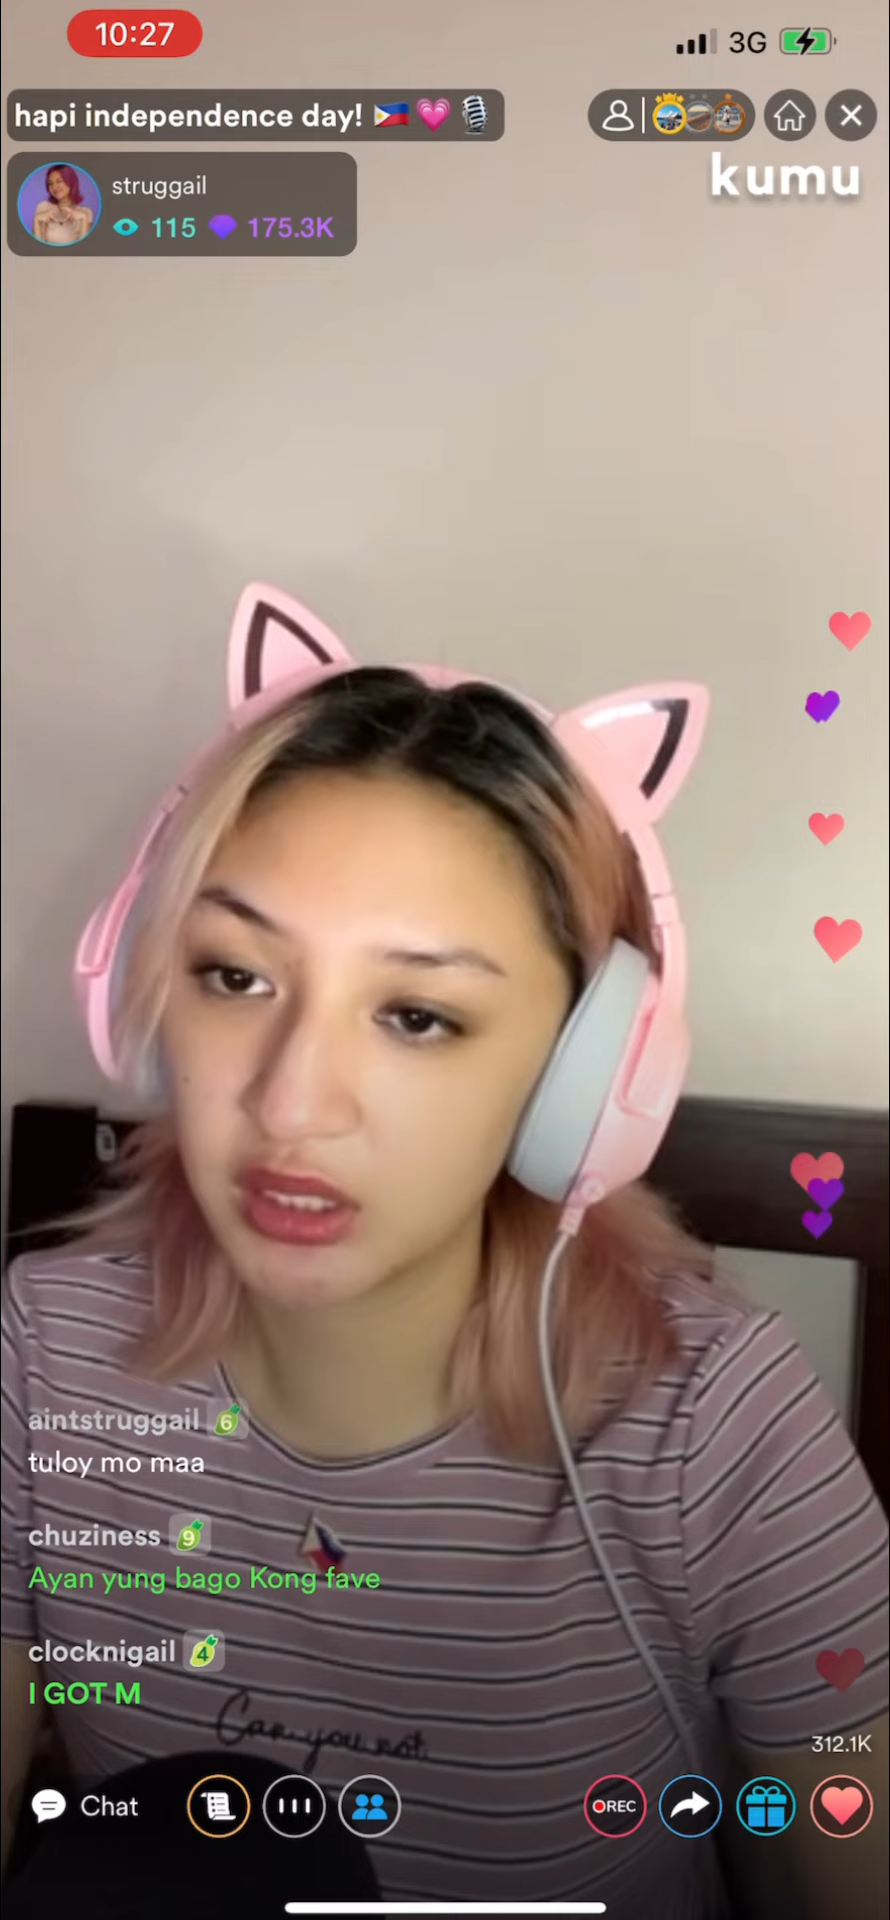 10:27
3G
hapi independence day! 🇵🇭💗🎙️
kumu
struggail
115 175.3K
aintstruggail 6
tuloy mo maa
chuziness 9
Ayan yung bago Kong fave
clocknigail 4
I GOT M
Can you not
312.1K
Chat
REC